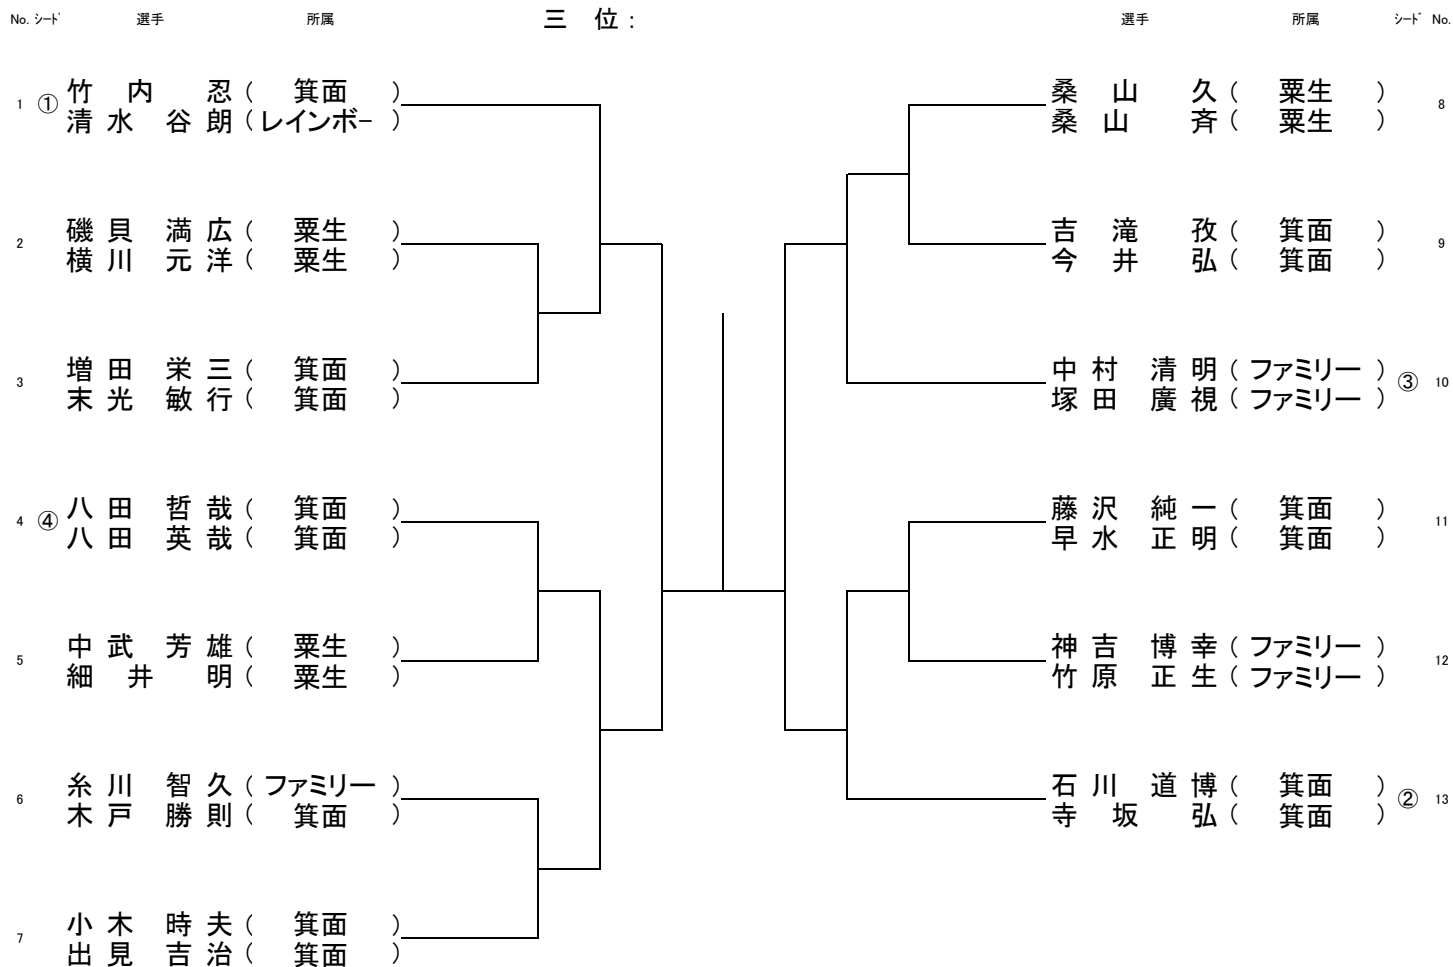 No. シード 選手 所属 三 位 : 選手 所属 シード No.
竹 内 忍 ( 箕面 )
1 ①
清 水 谷 朗 ( レインボー )
桑 山 久 ( 粟生 )
8
桑 山 斉 ( 粟生 )
磯 貝 満 広 ( 粟生 )
2
横 川 元 洋 ( 粟生 )
吉 滝 孜 ( 箕面 )
9
今 井 弘 ( 箕面 )
増 田 栄 三 ( 箕面 )
3
末 光 敏 行 ( 箕面 )
中 村 清 明 ( ファミリー )
③ 10
塚 田 廣 視 ( ファミリー )
八 田 哲 哉 ( 箕面 )
4 ④
八 田 英 哉 ( 箕面 )
藤 沢 純 一 ( 箕面 )
11
早 水 正 明 ( 箕面 )
中 武 芳 雄 ( 粟生 )
5
細 井 明 ( 粟生 )
神 吉 博 幸 ( ファミリー )
12
竹 原 正 生 ( ファミリー )
糸 川 智 久 ( ファミリー )
6
木 戸 勝 則 ( 箕面 )
石 川 道 博 ( 箕面 )
② 13
寺 坂 弘 ( 箕面 )
小 木 時 夫 ( 箕面 )
7
出 見 吉 治 ( 箕面 )